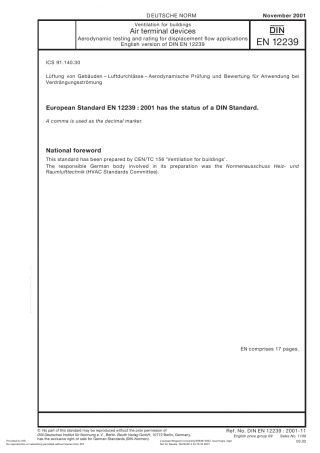 DEUTSCHE NORM
November 2001
Ventilation for buildings
Air terminal devices
Aerodynamic testing and rating for displacement flow applications
English version of DIN EN 12239
DIN
EN 12239
ICS 91.140.30
Lüftung von Gebäuden – Luftdurchlässe – Aerodynamische Prüfung und Bewertung für Anwendung bei
Verdrängungsströmung
European Standard EN 12239 : 2001 has the status of a DIN Standard.
A comma is used as the decimal marker.
National foreword
This standard has been prepared by CEN/TC 156 'Ventilation for buildings'.
The responsible German body involved in its preparation was the Normenausschuss Heiz- und
Raumlufttechnik (HVAC Standards Committee).
EN comprises 17 pages.
© No part of this standard may be reproduced without the prior permission of
DIN Deutsches Institut für Normung e. V., Berlin. Beuth Verlag GmbH, 10772 Berlin, Germany,
has the exclusive right of sale for German Standards (DIN-Normen).
Ref. No. DIN EN 12239 : 2001-11
English price group 09 Sales No. 1109